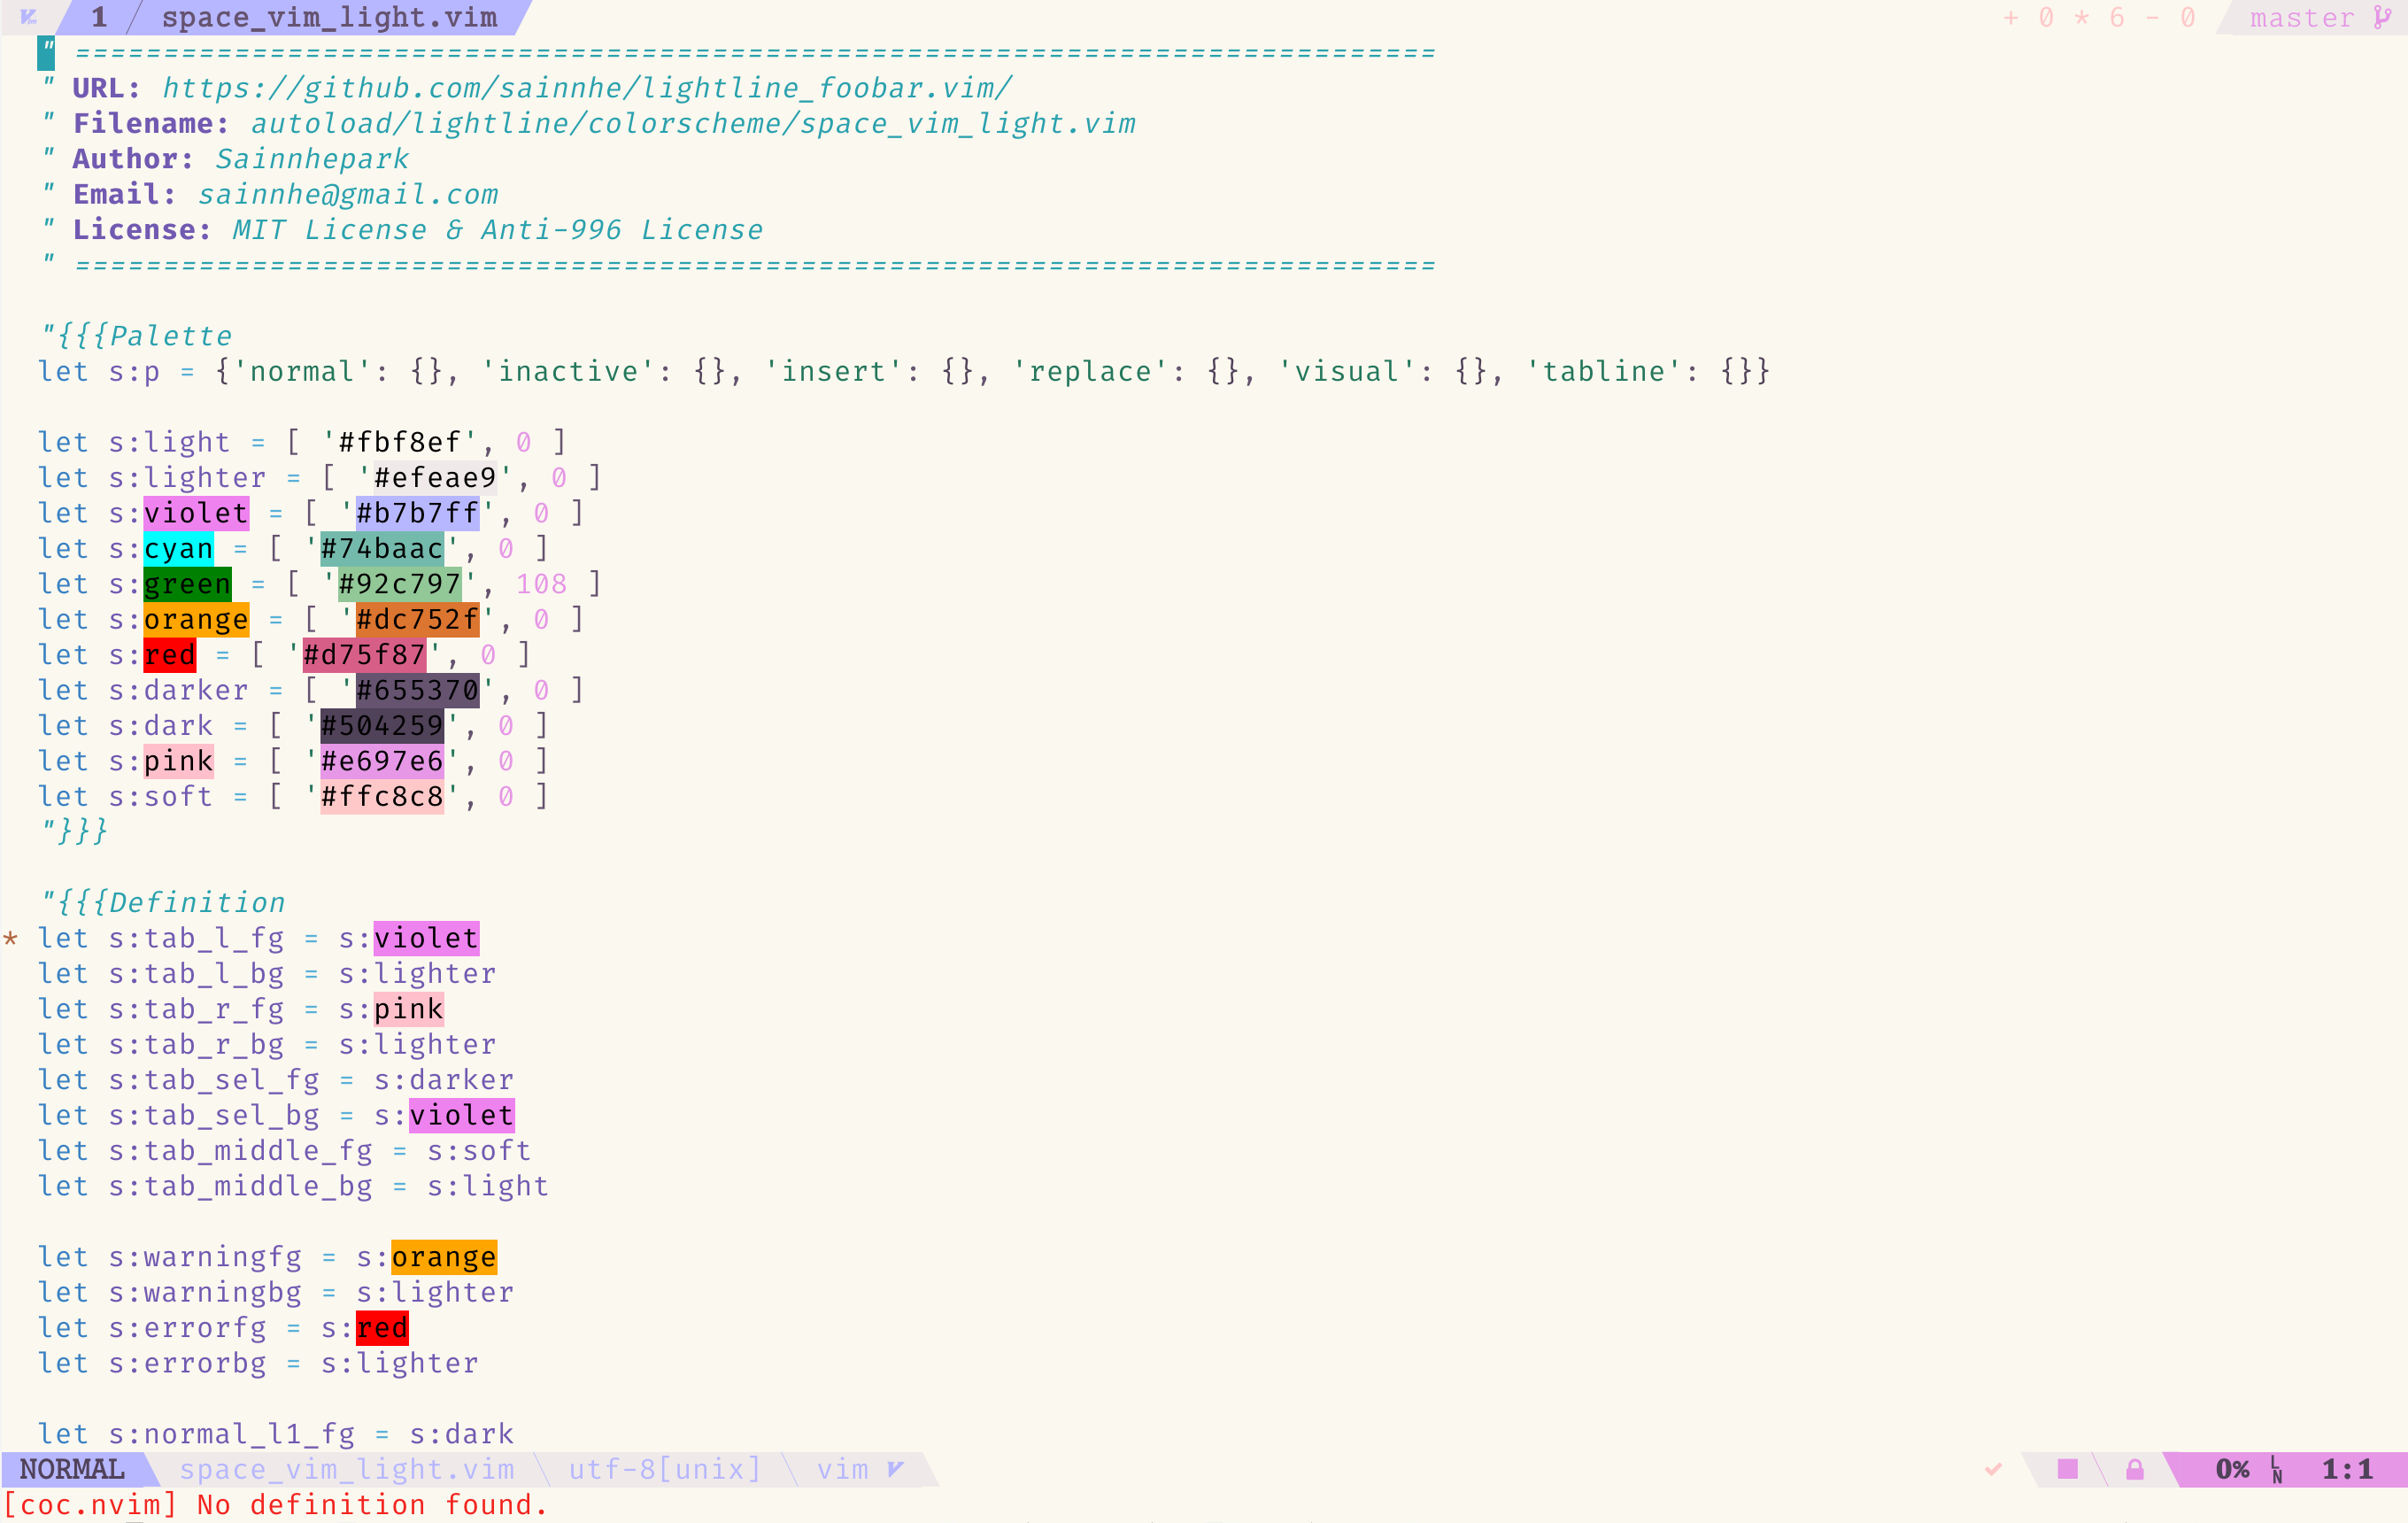 1 space_vim_light.vim + 0 * 6 - 0 master
" =============================================================================
" URL: https://github.com/sainnhe/lightline_foobar.vim/
" Filename: autoload/lightline/colorscheme/space_vim_light.vim
" Author: Sainnhepark
" Email: sainnhe@gmail.com
" License: MIT License & Anti-996 License
" =============================================================================
"{{{Palette
let s:p = {'normal': {}, 'inactive': {}, 'insert': {}, 'replace': {}, 'visual': {}, 'tabline': {}}
let s:light = [ '#fbf8ef', 0 ]
let s:lighter = [ '#efeae9', 0 ]
let s:violet = [ '#b7b7ff', 0 ]
let s:cyan = [ '#74baac', 0 ]
let s:green = [ '#92c797', 108 ]
let s:orange = [ '#dc752f', 0 ]
let s:red = [ '#d75f87', 0 ]
let s:darker = [ '#655370', 0 ]
let s:dark = [ '#504259', 0 ]
let s:pink = [ '#e697e6', 0 ]
let s:soft = [ '#ffc8c8', 0 ]
"}}}
"{{{Definition
* let s:tab_l_fg = s:violet
let s:tab_l_bg = s:lighter
let s:tab_r_fg = s:pink
let s:tab_r_bg = s:lighter
let s:tab_sel_fg = s:darker
let s:tab_sel_bg = s:violet
let s:tab_middle_fg = s:soft
let s:tab_middle_bg = s:light
let s:warningfg = s:orange
let s:warningbg = s:lighter
let s:errorfg = s:red
let s:errorbg = s:lighter
let s:normal_l1_fg = s:dark
NORMAL space_vim_light.vim utf-8[unix] vim 0% LN 1:1
[coc.nvim] No definition found.